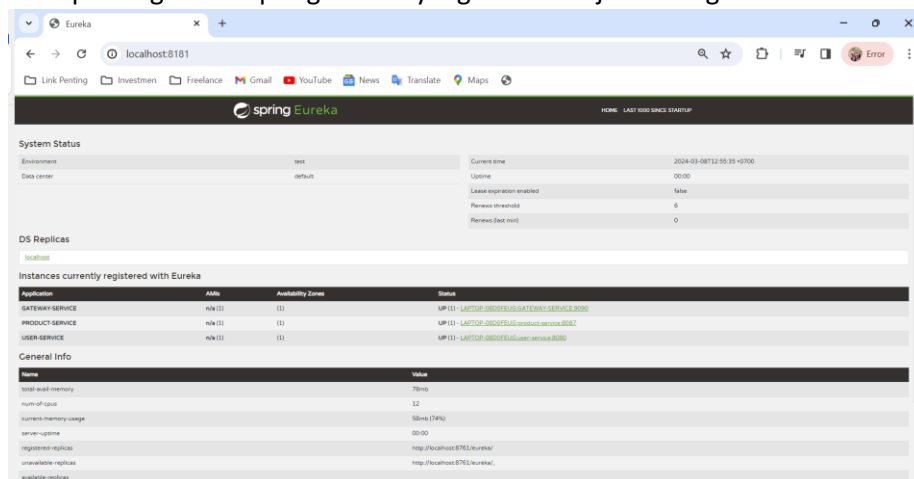 Eureka
localhost:8181
Error
Link Penting Investmen Freelance Gmail YouTube News Translate Maps
spring Eureka
HOME LAST 1000 SINCE STARTUP
System Status
Environment test Current time 2024-03-08T12:55:35 +0700
Data center default Uptime 00:00
Lease expiration enabled false
Renews threshold 6
Renews (last min) 0
DS Replicas
localhost
Instances currently registered with Eureka
Application AMIs Availability Zones Status
GATEWAY-SERVICE n/a (1) (1) UP (1) - LAPTOP-08D0FEUG:GATEWAY-SERVICE:9090
PRODUCT-SERVICE n/a (1) (1) UP (1) - LAPTOP-08D0FEUG:product-service:8087
USER-SERVICE n/a (1) (1) UP (1) - LAPTOP-08D0FEUG:user-service:8080
General Info
Name Value
total-avail-memory 78mb
num-of-cpus 12
current-memory-usage 58mb (74%)
server-uptime 00:00
registered-replicas http://localhost:8761/eureka/
unavailable-replicas http://localhost:8761/eureka/,
available-replicas